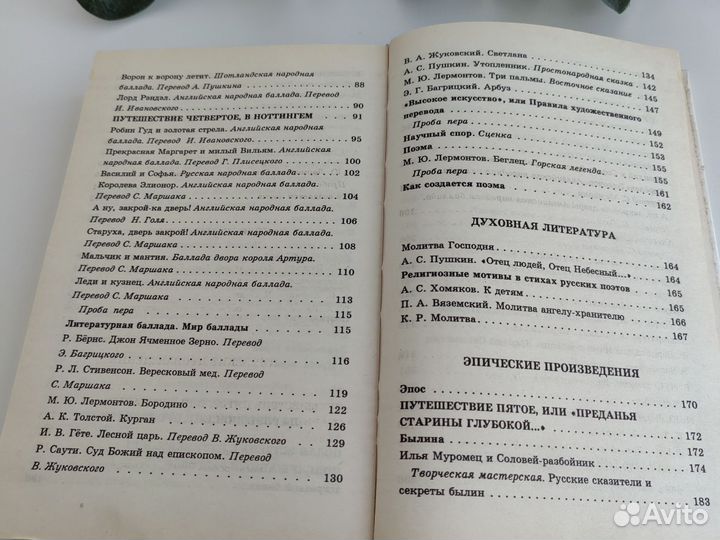 Ворон к ворону летит. Шотландская народная
баллада. Перевод А. Пушкина 88
Лорд Рэндал. Английская народная баллада. Перевод
И. Ивановского 90
ПУТЕШЕСТВИЕ ЧЕТВЕРТОЕ, В НОТТИНГЕМ 91
Робин Гуд и золотая стрела. Английская народная
баллада. Перевод И. Ивановского 95
Прекрасная Маргрет и милый Вильям. Английская
народная баллада. Перевод Г. Плисецкого 100
Василий и Софья. Русская народная баллада 102
Королева Элионор. Английская народная баллада.
Перевод С. Маршака 104
А ну, закрой-ка дверь! Английская народная баллада.
Перевод Н. Голя 106
Старуха, дверь закрой! Английская народная баллада.
Перевод С. Маршака 108
Мальчик и мантия. Баллада двора короля Артура.
Перевод С. Маршака 110
Леди и кузнец. Английская народная баллада.
Перевод С. Маршака 113
Проба пера 115
Литературная баллада. Мир баллады 115
Р. Бёрнс. Джон Ячменное Зерно. Перевод
Э. Багрицкого 116
Р. Л. Стивенсон. Вересковый мед. Перевод
С. Маршака 119
М. Ю. Лермонтов. Бородино 122
А. К. Толстой. Курган 126
И. В. Гёте. Лесной царь. Перевод В. Жуковского 129
Р. Саути. Суд Божий над епископом. Перевод
В. Жуковского 130
В. А. Жуковский. Светлана 134
А. С. Пушкин. Утопленник. Простонародная сказка 142
М. Ю. Лермонтов. Три пальмы. Восточное сказание 145
Э. Г. Багрицкий. Арбуз 147
«Высокое искусство», или Правила художественного
перевода 149
Проба пера 152
Научный спор. Сценка 155
Поэма 155
М. Ю. Лермонтов. Беглец. Горская легенда 155
Проба пера 161
Как создается поэма 162
ДУХОВНАЯ ЛИТЕРАТУРА
Молитва Господня 164
А. С. Пушкин. «Отец людей, Отец Небесный...» 164
Религиозные мотивы в стихах русских поэтов 165
А. С. Хомяков. К детям 165
П. А. Вяземский. Молитва ангелу-хранителю 166
К. Р. Молитва 167
ЭПИЧЕСКИЕ ПРОИЗВЕДЕНИЯ
Эпос 170
ПУТЕШЕСТВИЕ ПЯТОЕ, ИЛИ «ПРЕДАНЬЯ
СТАРИНЫ ГЛУБОКОЙ...» 172
Былина 172
Илья Муромец и Соловей-разбойник 174
Творческая мастерская. Русские сказители и
секреты былин 183
Avito